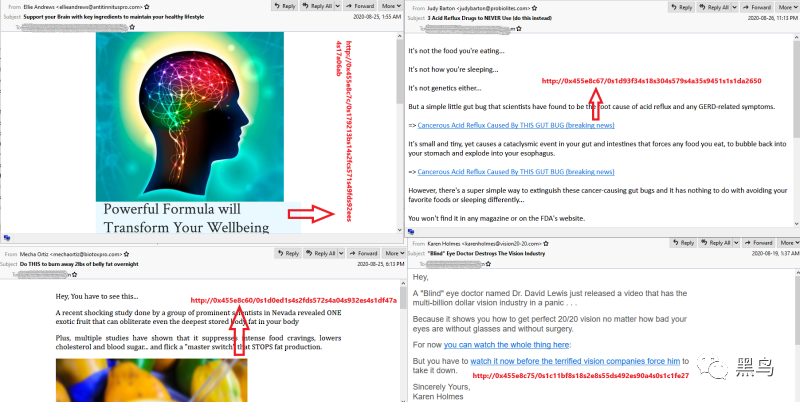 From Ellie Andrews <ellieandrews@antitinnituspro.com>
Reply Reply All Forward More
Subject Support your Brain with key ingredients to maintain your healthy lifestyle
2020-08-25, 1:55 AM
To
http://0x455e8c7c/0s179213bs14s2fcs571s49fds92ees
4s17a06ab
Powerful Formula will
Transform Your Wellbeing
From Judy Barton <judybarton@probiolites.com>
Reply Reply All Forward More
Subject 3 Acid Reflux Drugs to NEVER Use (do this instead)
2020-08-26, 11:13 PM
To
It's not the food you're eating...
It's not how you're sleeping...
http://0x455e8c67/0s1d93f34s18s304s579s4a35s9451s1s1da2650
It's not genetics either...
But a simple little gut bug that scientists have found to be the root cause of acid reflux and any GERD-related symptoms.
=> Cancerous Acid Reflux Caused By THIS GUT BUG (breaking news)
It's small and tiny, yet causes a cataclysmic event in your gut and intestines that forces any food you eat, to bubble back into
your stomach and explode into your esophagus.
=> Cancerous Acid Reflux Caused By THIS GUT BUG (breaking news)
However, there's a super simple way to extinguish these cancer-causing gut bugs and it has nothing to do with avoiding your
favorite foods or sleeping differently...
You won't find it in any magazine or on the FDA's website.
From Mecha Ortiz <mechaortiz@biotoxpro.com>
Reply Reply All Forward More
Subject Do THIS to burn away 2lbs of belly fat overnight
2020-08-25, 6:13 PM
To
Hey, You have to see this...
http://0x455e8c60/0s1d0ed1s4s2fds572s4a04s932es4s1df47a
A recent shocking study done by a group of prominent scientists in Nevada revealed ONE
exotic fruit that can obliterate even the deepest stored body fat in your body
Plus, multiple studies have shown that it suppresses intense food cravings, lowers
cholesterol and blood sugar... and flick a "master switch" that STOPS fat production.
From Karen Holmes <karenholmes@vision20-20.com>
Reply Reply All Forward More
Subject "Blind" Eye Doctor Destroys The Vision Industry
2020-08-19, 1:37 AM
To
Hey,
A "Blind" eye doctor named Dr. David Lewis just released a video that has the
multi-billion dollar vision industry in a panic . . .
Because it shows you how to get perfect 20/20 vision no matter how bad your
eyes are without glasses and without surgery.
For now you can watch the whole thing here:
But you have to watch it now before the terrified vision companies force him to
take it down.
http://0x455e8c75/0s1c11bf8s18s2e8s55ds492es90a4s0s1c1fe27
Sincerely Yours,
Karen Holmes
黑鸟